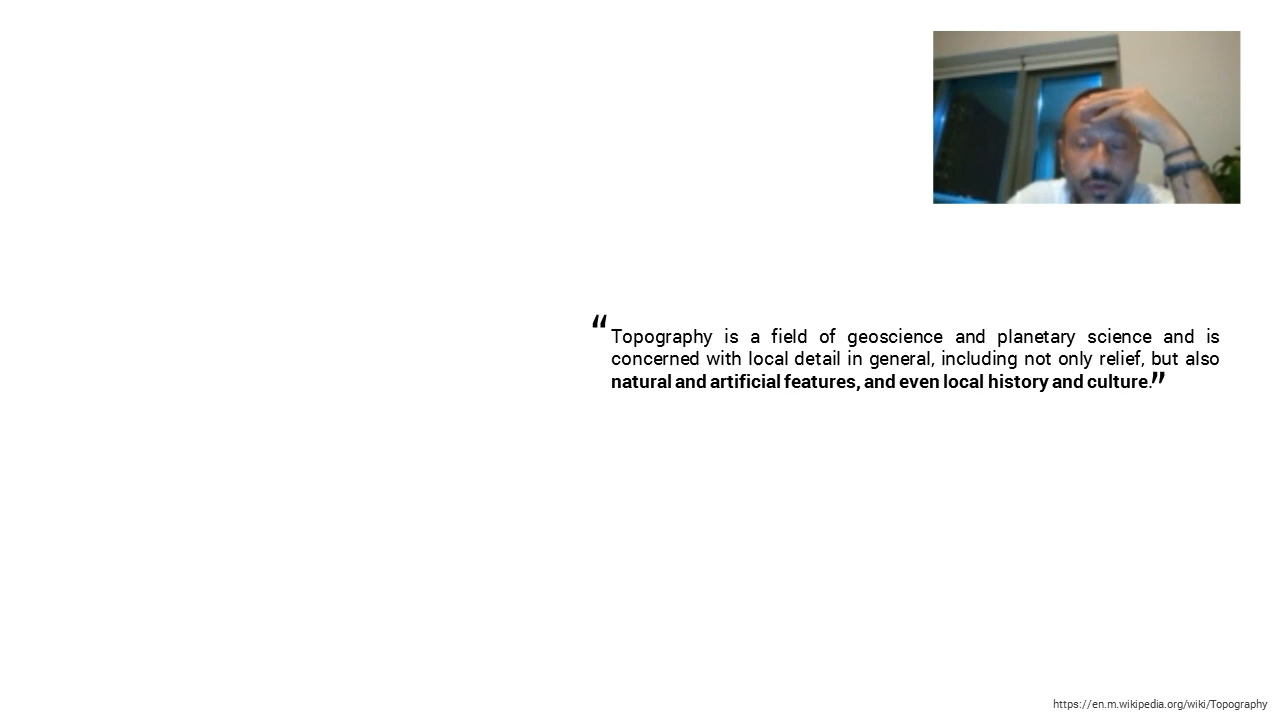 “Topography is a field of geoscience and planetary science and is
concerned with local detail in general, including not only relief, but also
natural and artificial features, and even local history and culture.”
https://en.m.wikipedia.org/wiki/Topography